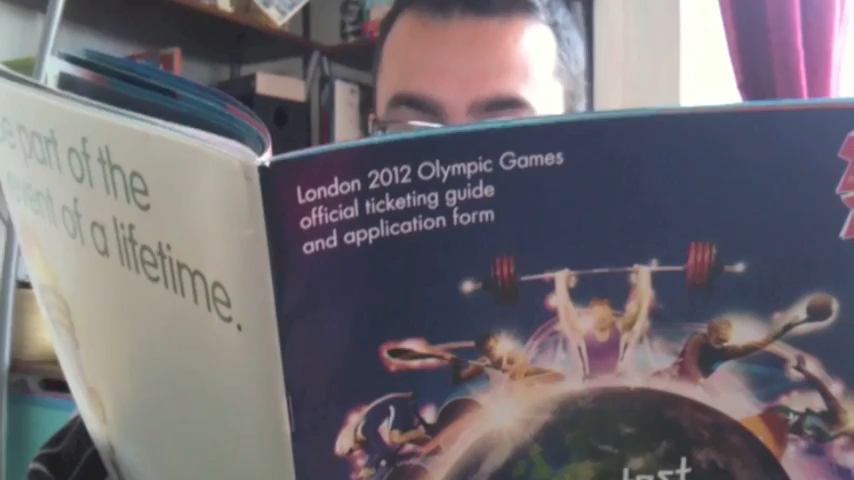 part of the
event of a lifetime.
London 2012 Olympic Games
official ticketing guide
and application form